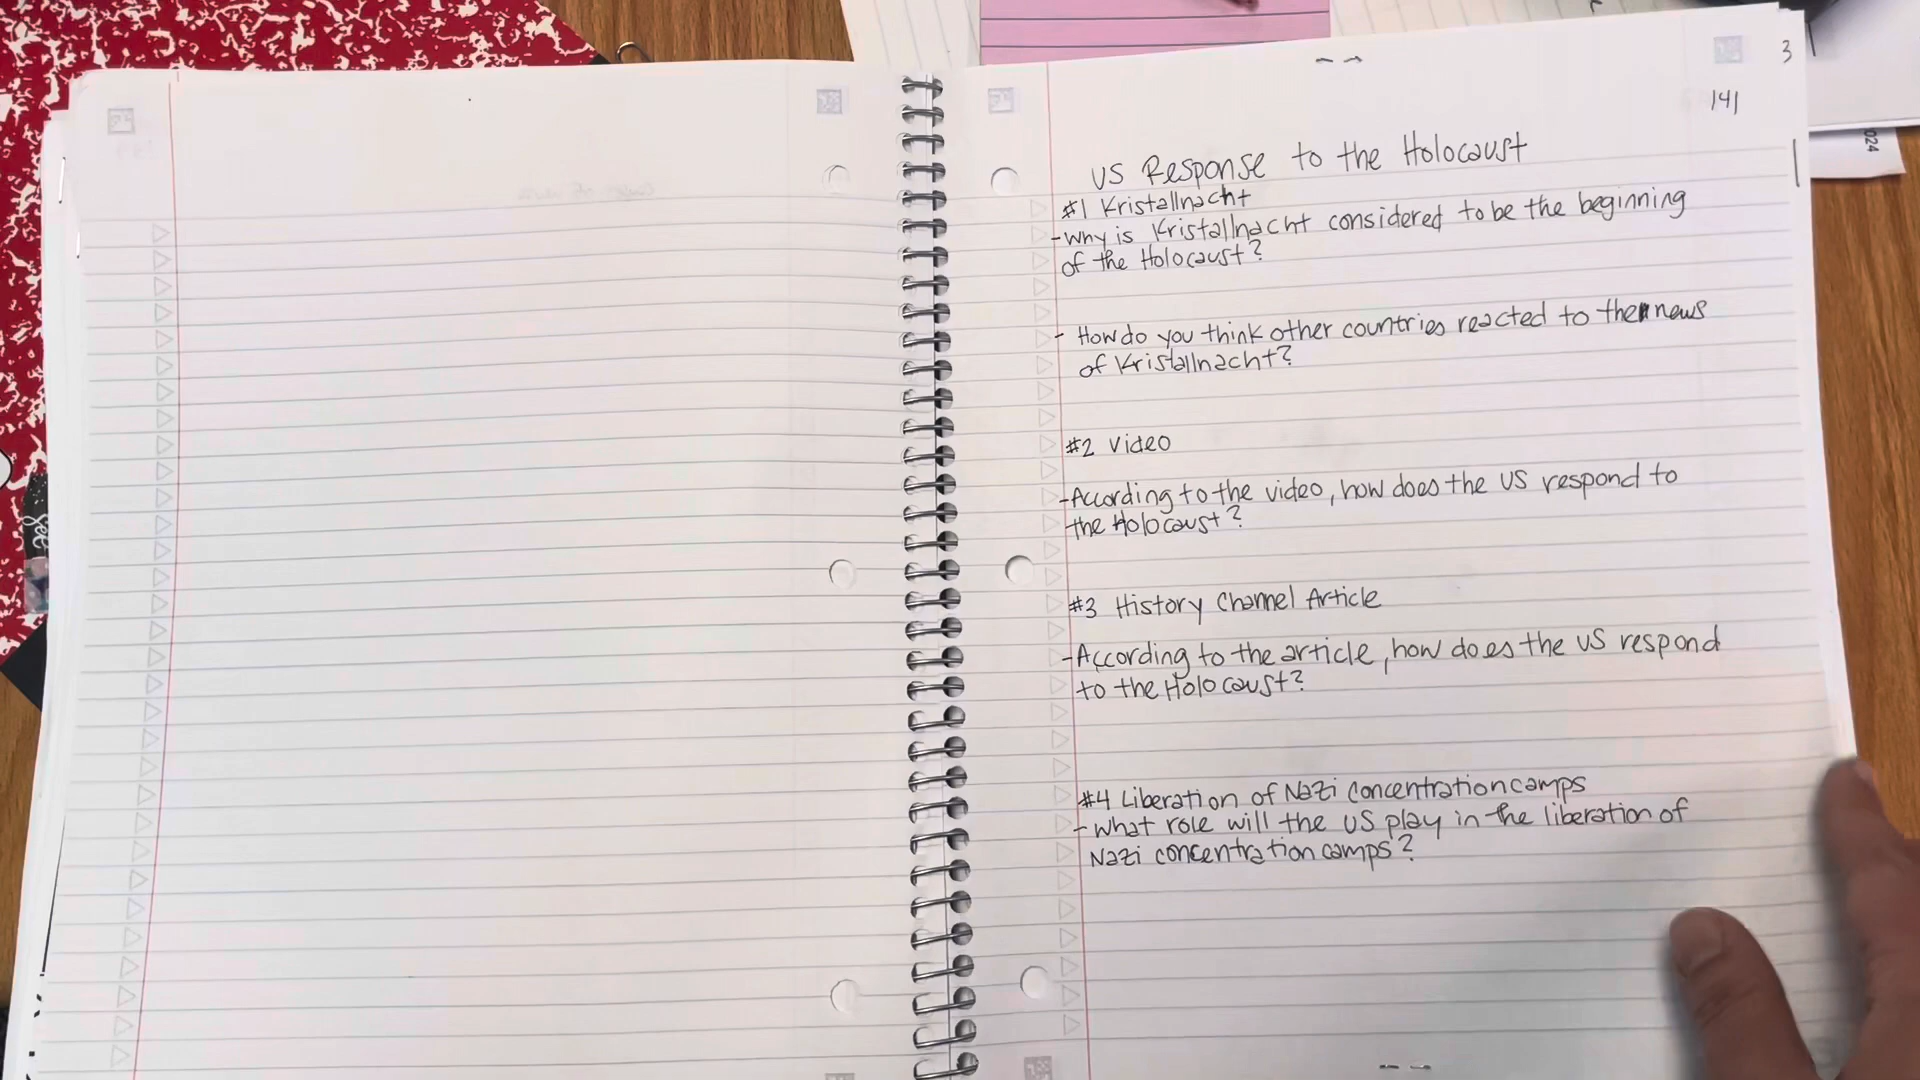 3
141
US Response to the Holocaust
#1 Kristallnacht
- Why is Kristallnacht considered to be the beginning
of the Holocaust?
- How do you think other countries reacted to the news
of Kristallnacht?
#2 Video
- According to the video, how does the US respond to
the Holocaust?
#3 History Channel Article
- According to the article, how does the US respond
to the Holocaust?
#4 Liberation of Nazi concentration camps
- What role will the US play in the liberation of
Nazi concentration camps?
024